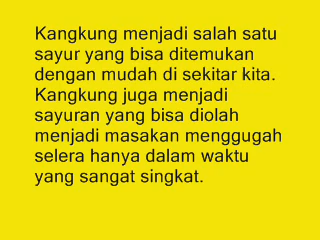 Kangkung menjadi salah satu
sayur yang bisa ditemukan
dengan mudah di sekitar kita.
Kangkung juga menjadi
sayuran yang bisa diolah
menjadi masakan menggugah
selera hanya dalam waktu
yang sangat singkat.